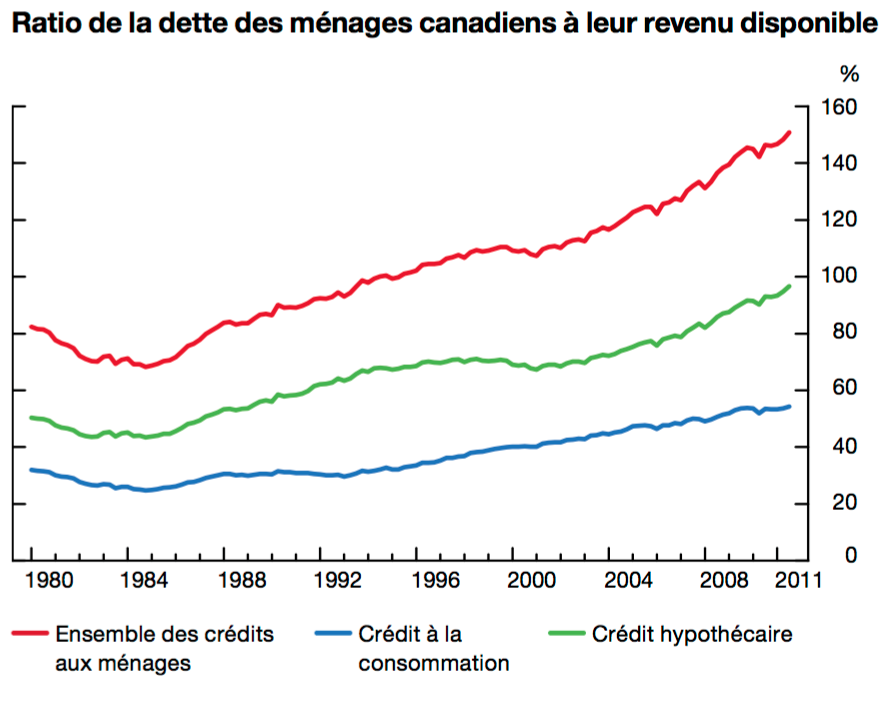 Ratio de la dette des ménages canadiens à leur revenu disponible
%
160
140
120
100
80
60
40
20
0
1980 1984 1988 1992 1996 2000 2004 2008 2011
Ensemble des crédits aux ménages
Crédit à la consommation
Crédit hypothécaire